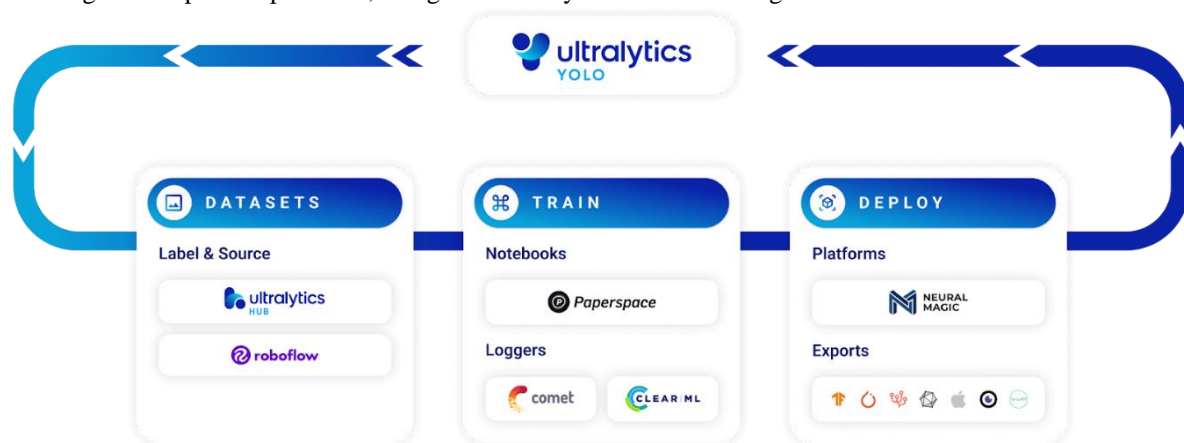 ultralytics
YOLO
DATASETS
Label & Source
ultralytics
HUB
roboflow
TRAIN
Notebooks
Paperspace
Loggers
comet
CLEAR ML
DEPLOY
Platforms
NEURAL
MAGIC
Exports